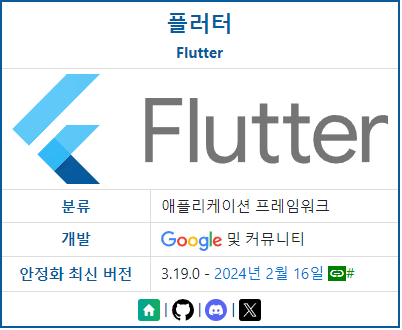 플러터
Flutter
Flutter
분류 애플리케이션 프레임워크
개발 Google 및 커뮤니티
안정화 최신 버전 3.19.0 - 2024년 2월 16일 #
| | |